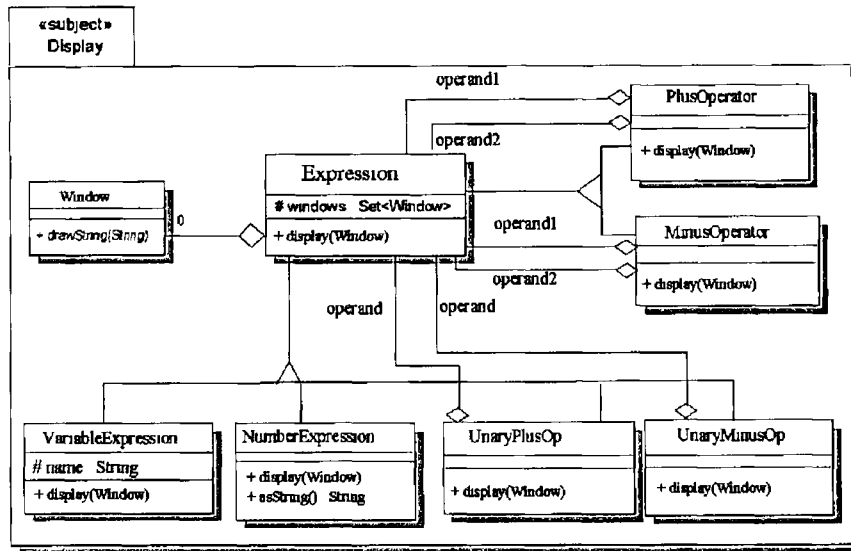 «subject»
Display
operand1
operand2
PlusOperator
+ display(Window)
Expression
# windows Set<Window>
+ display(Window)
Window
+ drawString(String)
0
operand1
operand2
MinusOperator
+ display(Window)
operand
operand
VariableExpression
# name String
+ display(Window)
NumberExpression
+ display(Window)
+ asString() String
UnaryPlusOp
+ display(Window)
UnaryMinusOp
+ display(Window)